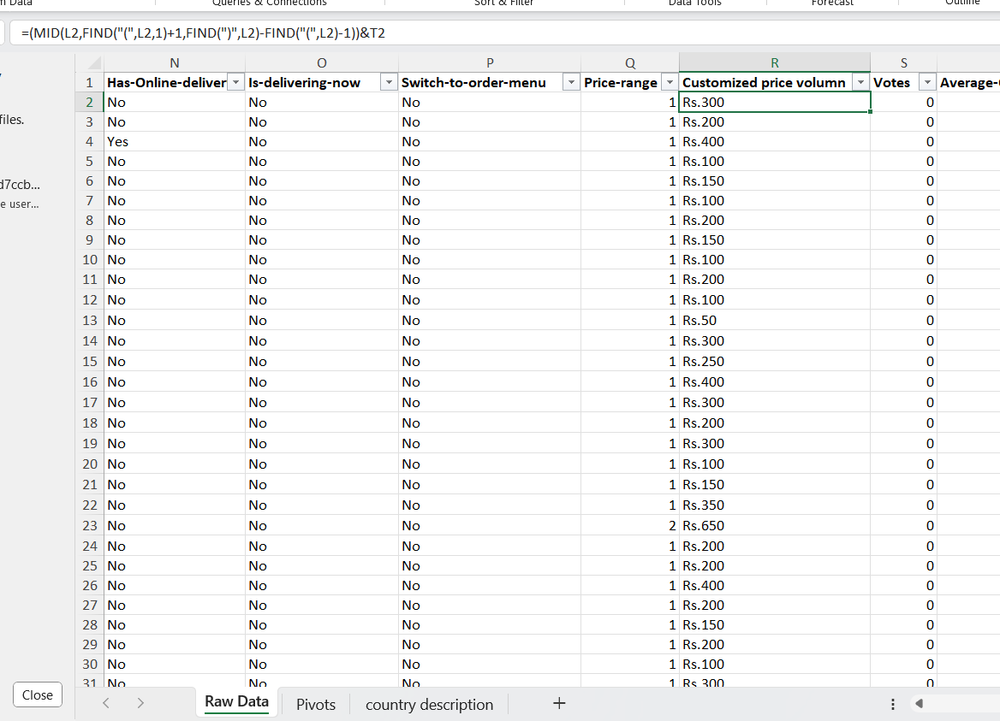 Data
Queries & Connections
Sort & Filter
Data Tools
Forecast
Outline
=(MID(L2,FIND("(",L2,1)+1,FIND(")",L2)-FIND("(",L2)-1))&T2
files.
d7ccb...
e user...
N O P Q R S
1 Has-Online-deliver Is-delivering-now Switch-to-order-menu Price-range Customized price volumn Votes Average-
2 No No No 1 Rs.300 0
3 No No No 1 Rs.200 0
4 Yes No No 1 Rs.400 0
5 No No No 1 Rs.100 0
6 No No No 1 Rs.150 0
7 No No No 1 Rs.100 0
8 No No No 1 Rs.200 0
9 No No No 1 Rs.150 0
10 No No No 1 Rs.100 0
11 No No No 1 Rs.200 0
12 No No No 1 Rs.100 0
13 No No No 1 Rs.50 0
14 No No No 1 Rs.300 0
15 No No No 1 Rs.250 0
16 No No No 1 Rs.400 0
17 No No No 1 Rs.300 0
18 No No No 1 Rs.200 0
19 No No No 1 Rs.300 0
20 No No No 1 Rs.100 0
21 No No No 1 Rs.150 0
22 No No No 1 Rs.350 0
23 No No No 2 Rs.650 0
24 No No No 1 Rs.200 0
25 No No No 1 Rs.200 0
26 No No No 1 Rs.400 0
27 No No No 1 Rs.200 0
28 No No No 1 Rs.150 0
29 No No No 1 Rs.200 0
30 No No No 1 Rs.100 0
31 No No No 1 Rs.300 0
Close
Raw Data Pivots country description